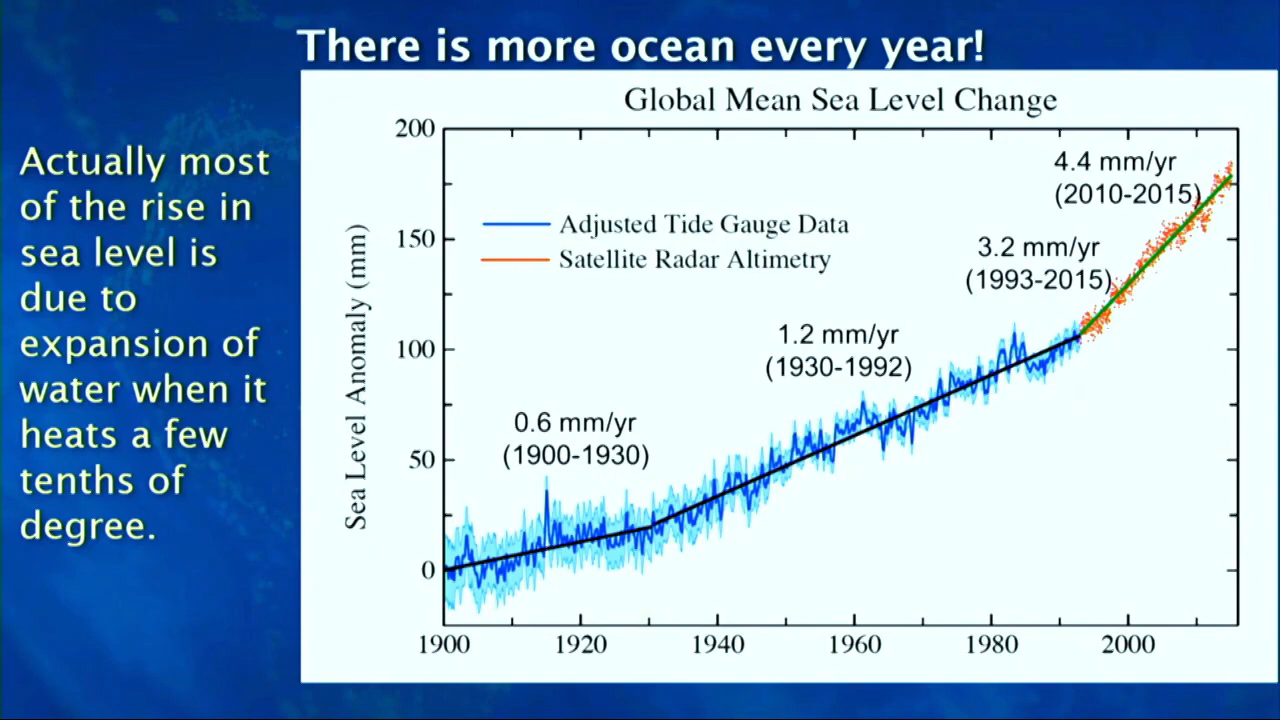 There is more ocean every year!
Actually most
of the rise in
sea level is
due to
expansion of
water when it
heats a few
tenths of
degree.
Global Mean Sea Level Change
Sea Level Anomaly (mm)
200
150
100
50
0
1900
1920
1940
1960
1980
2000
Adjusted Tide Gauge Data
Satellite Radar Altimetry
4.4 mm/yr
(2010-2015)
3.2 mm/yr
(1993-2015)
1.2 mm/yr
(1930-1992)
0.6 mm/yr
(1900-1930)